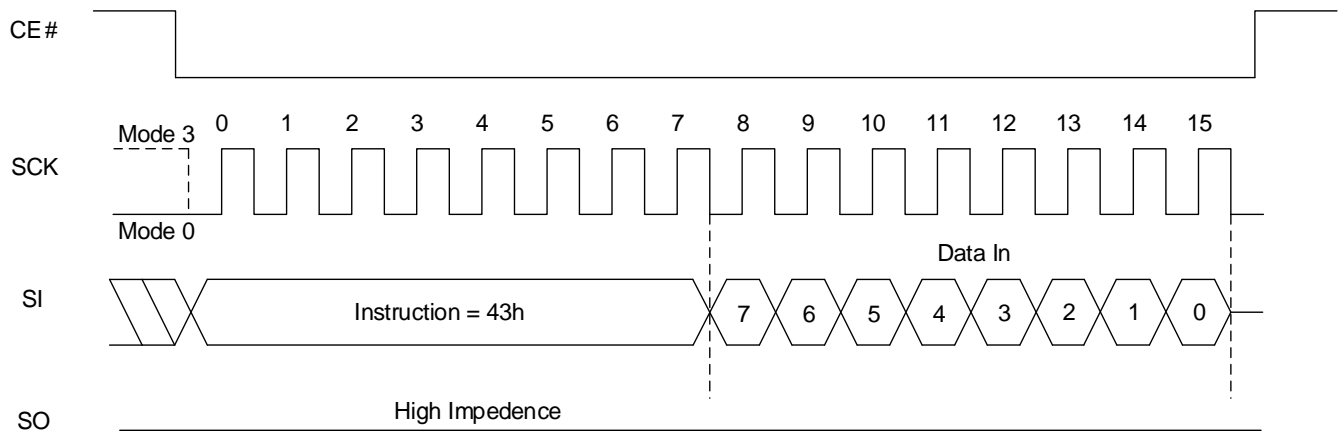 CE#
0 1 2 3 4 5 6 7 8 9 10 11 12 13 14 15
Mode 3
SCK
Mode 0
Data In
SI
Instruction = 43h
7 6 5 4 3 2 1 0
High Impedence
SO